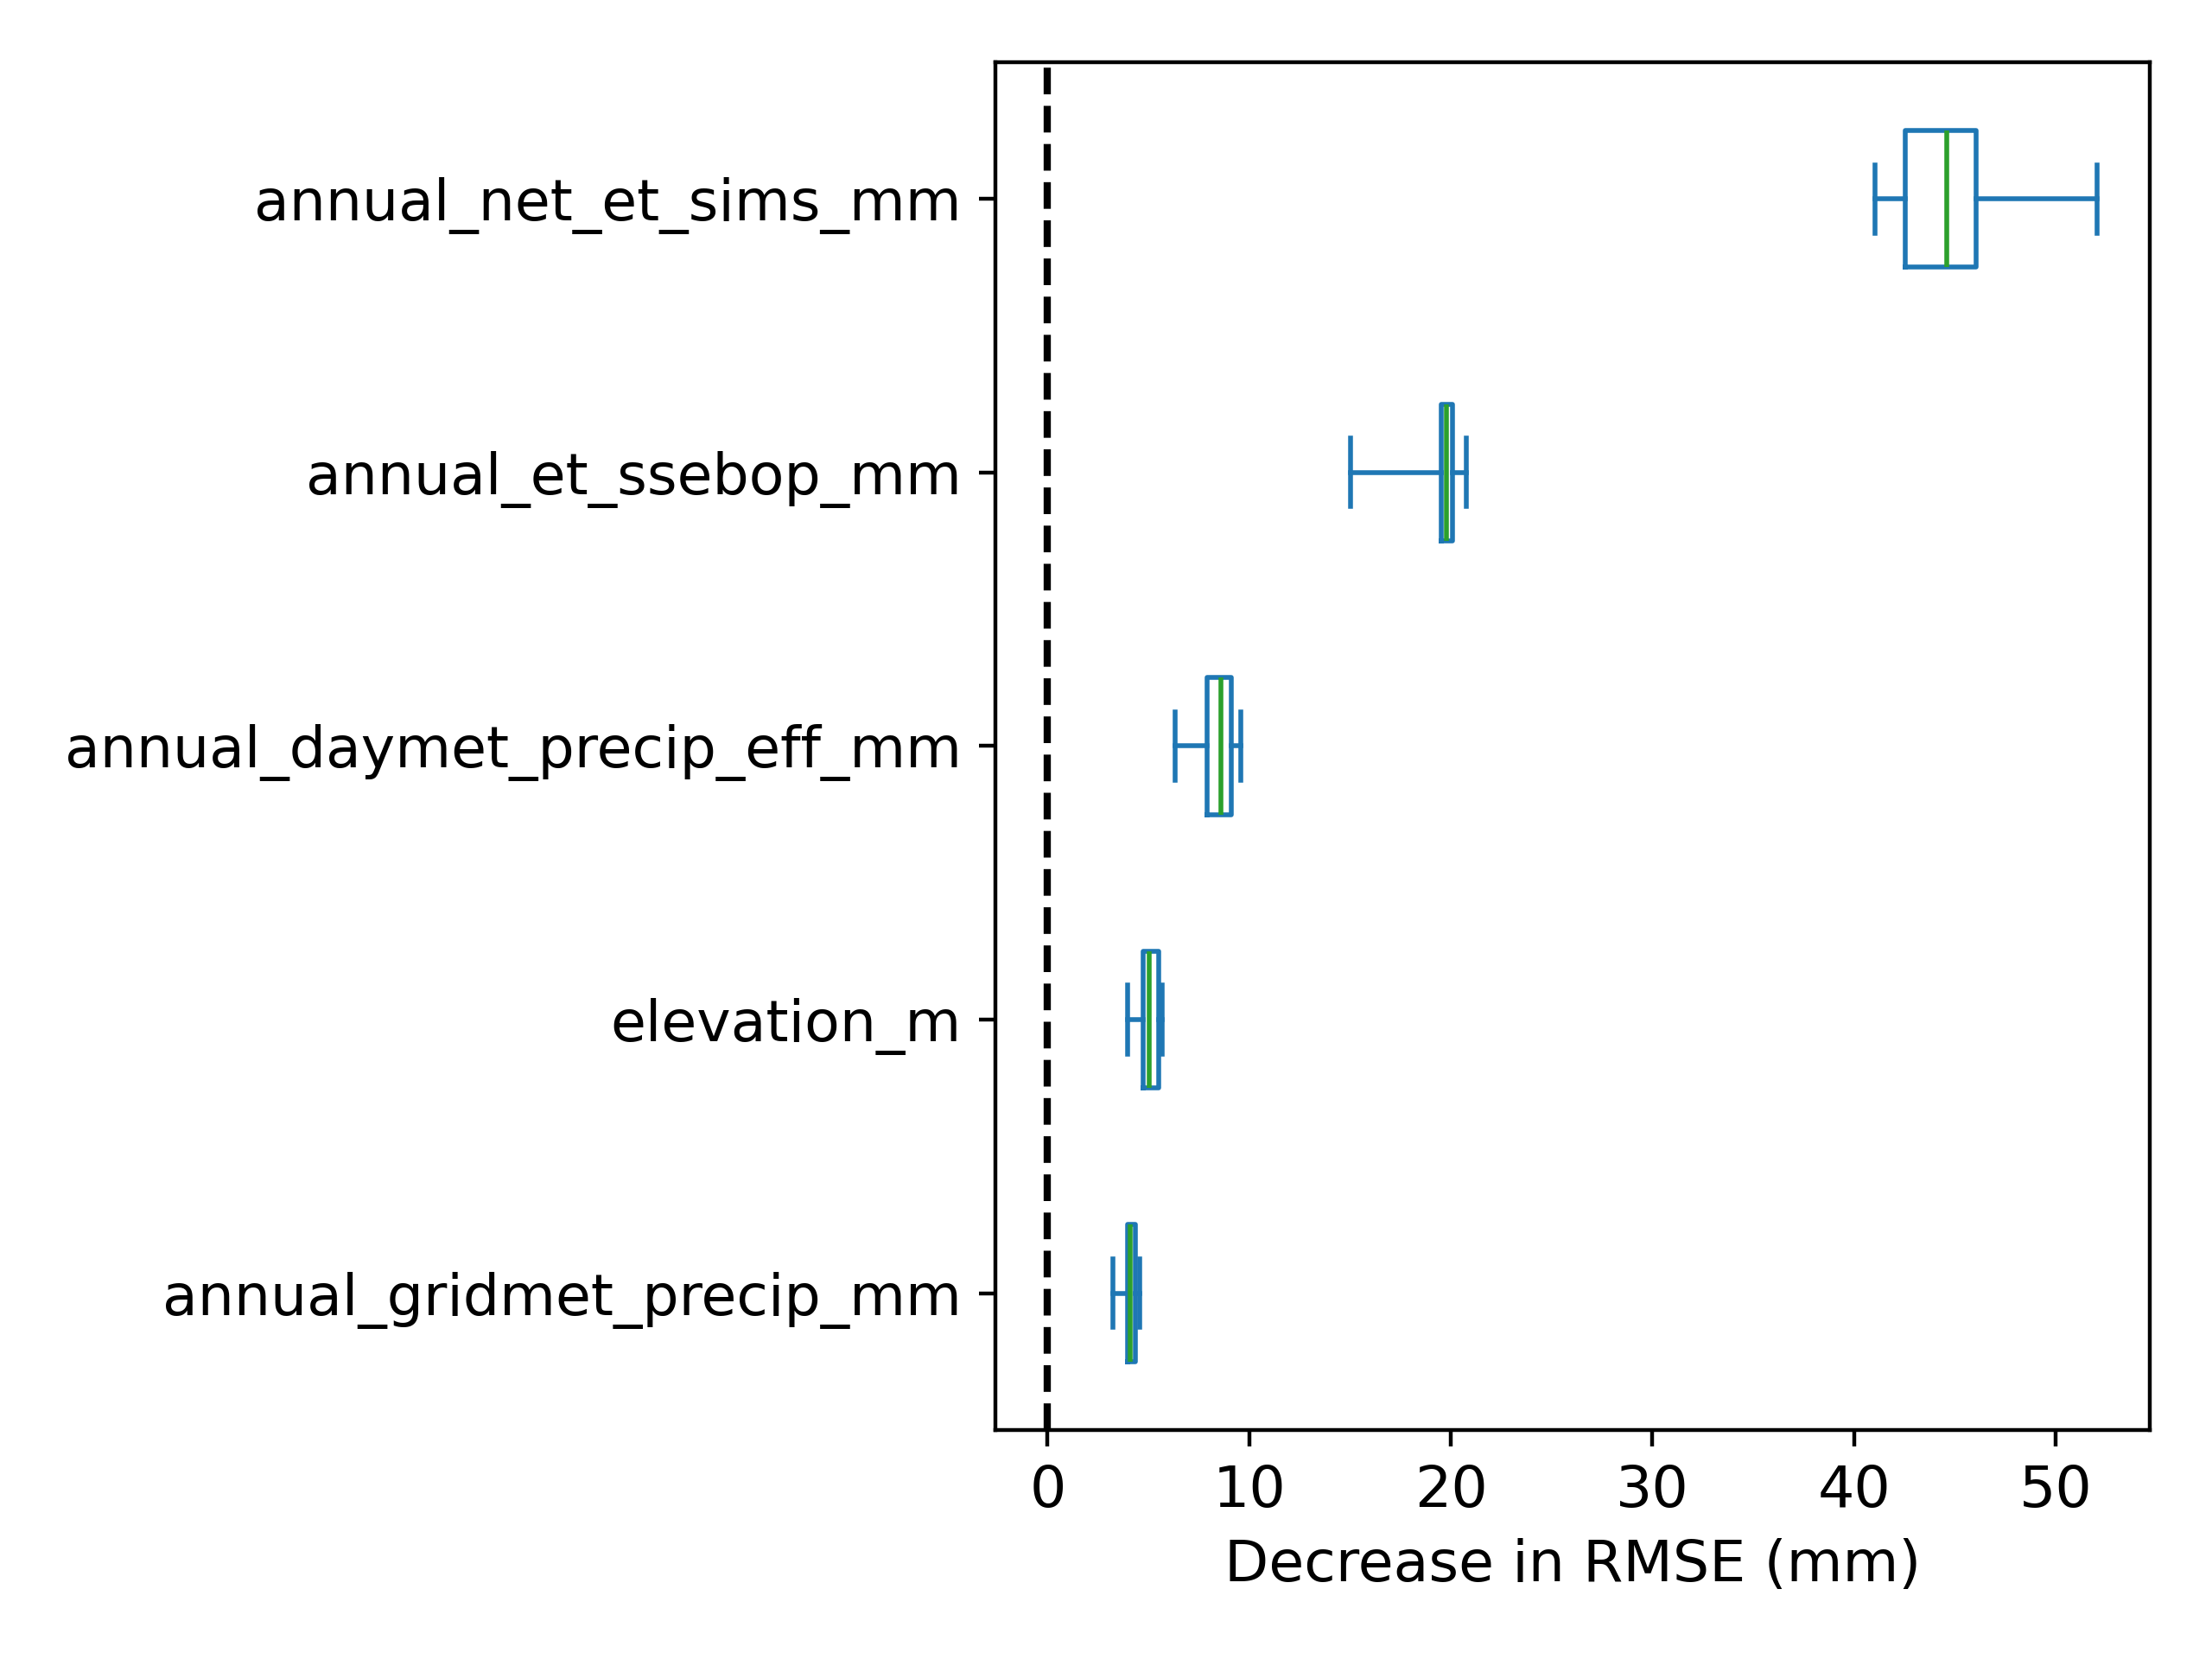 annual_net_et_sims_mm
annual_et_ssebop_mm
annual_daymet_precip_eff_mm
elevation_m
annual_gridmet_precip_mm
0 10 20 30 40 50
Decrease in RMSE (mm)